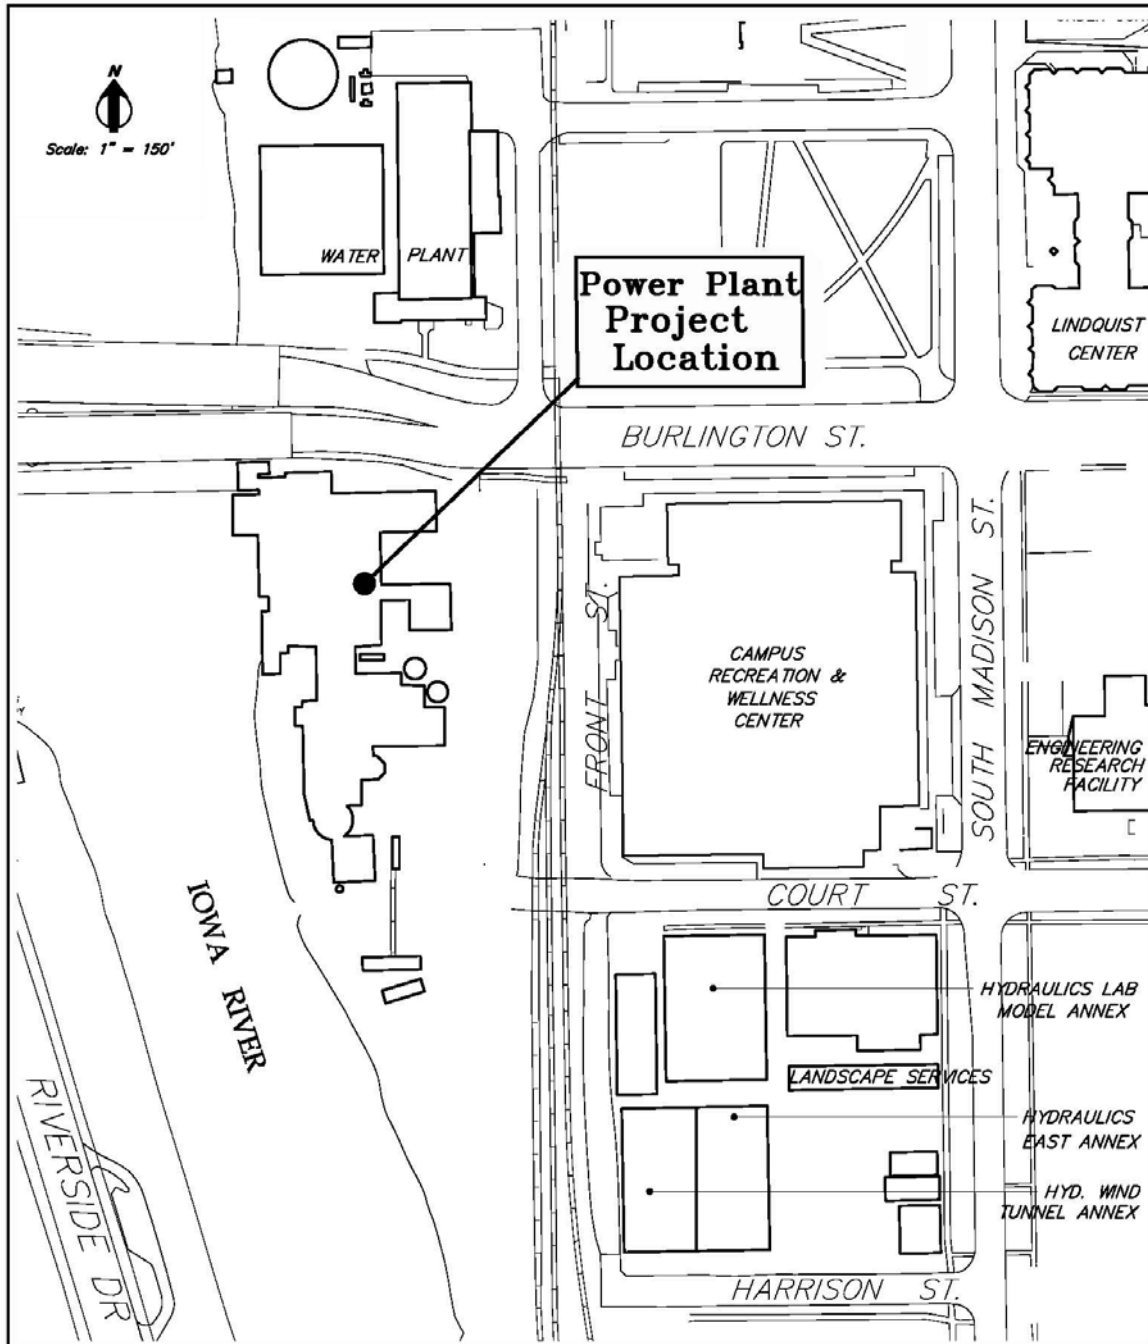 N
Scale: 1" = 150'
WATER PLANT
Power Plant
Project
Location
LINDQUIST
CENTER
BURLINGTON ST.
SOUTH MADISON ST.
FRONT ST.
CAMPUS
RECREATION &
WELLNESS
CENTER
ENGINEERING
RESEARCH
FACILITY
COURT ST.
IOWA RIVER
HYDRAULICS LAB
MODEL ANNEX
LANDSCAPE SERVICES
RIVERSIDE DR
HYDRAULICS
EAST ANNEX
HYD. WIND
TUNNEL ANNEX
HARRISON ST.